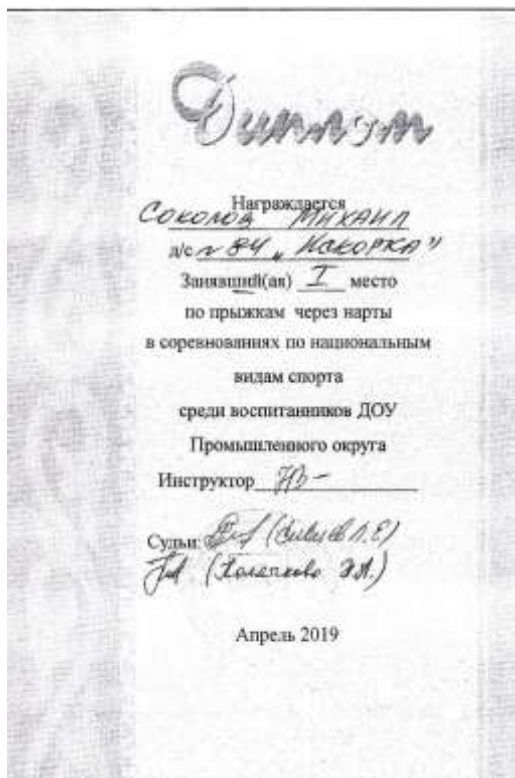 Диплом
Награждается
Соколов Михаил
д/с № 84 „Искорка"
Занявший(ая) I место
по прыжкам через нарты
в соревнованиях по национальным
видам спорта
среди воспитанников ДОУ
Промышленного округа
Инструктор
Судьи:
Апрель 2019